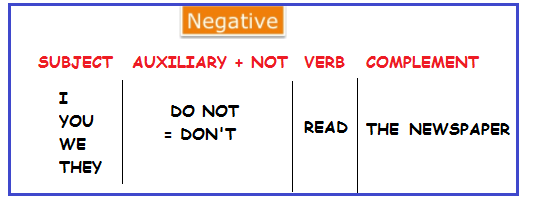 Negative
SUBJECT AUXILIARY + NOT VERB COMPLEMENT
I
YOU
WE
THEY
DO NOT
= DON'T
READ
THE NEWSPAPER